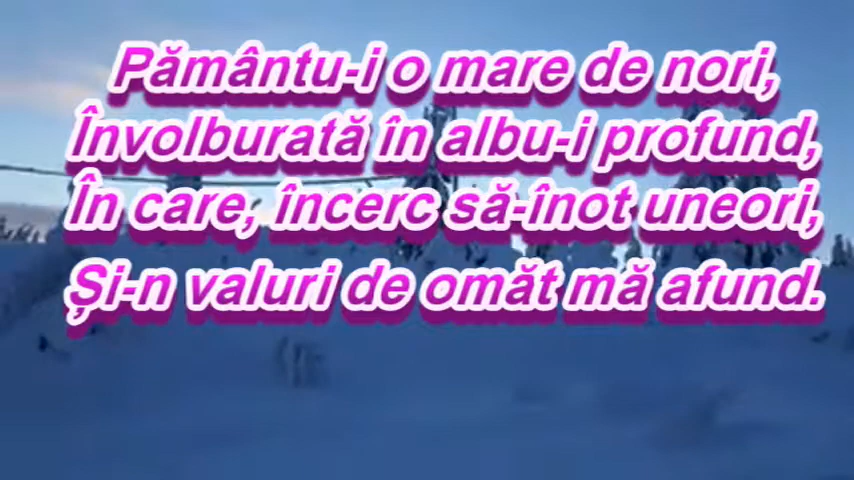 Pământu-i o mare de nori,
Învolburată în albu-i profund,
În care, încerc să-înot uneori,
Și-n valuri de omăt mă afund.